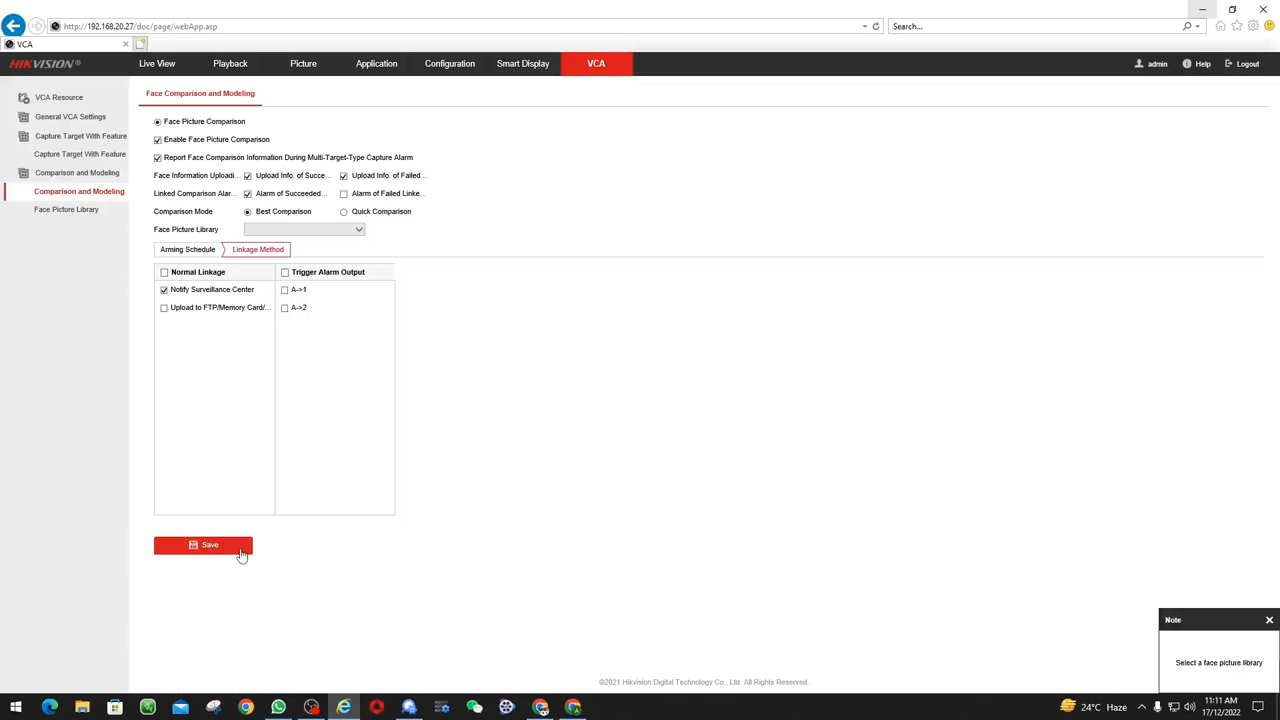 http://192.168.20.27/doc/page/webApp.asp
Search...
VCA
HIKVISION®
Live View
Playback
Picture
Application
Configuration
Smart Display
VCA
admin
Help
Logout
VCA Resource
General VCA Settings
Capture Target With Feature
Capture Target With Feature
Comparison and Modeling
Comparison and Modeling
Face Picture Library
Face Comparison and Modeling
Face Picture Comparison
Enable Face Picture Comparison
Report Face Comparison Information During Multi-Target-Type Capture Alarm
Face Information Uploadi... Upload Info. of Succe... Upload Info. of Failed...
Linked Comparison Alar... Alarm of Succeeded... Alarm of Failed Linke...
Comparison Mode Best Comparison Quick Comparison
Face Picture Library
Arming Schedule Linkage Method
Normal Linkage Trigger Alarm Output
Notify Surveillance Center A->1
Upload to FTP/Memory Card/... A->2
Save
Note
Select a face picture library
©2021 Hikvision Digital Technology Co., Ltd. All Rights Reserved.
24°C Haze
11:11 AM
17/12/2022